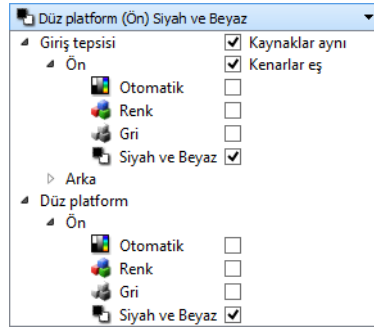 Düz platform (Ön) Siyah ve Beyaz
Giriş tepsisi Kaynaklar aynı
Ön Kenarlar eş
Otomatik
Renk
Gri
Siyah ve Beyaz
Arka
Düz platform
Ön
Otomatik
Renk
Gri
Siyah ve Beyaz